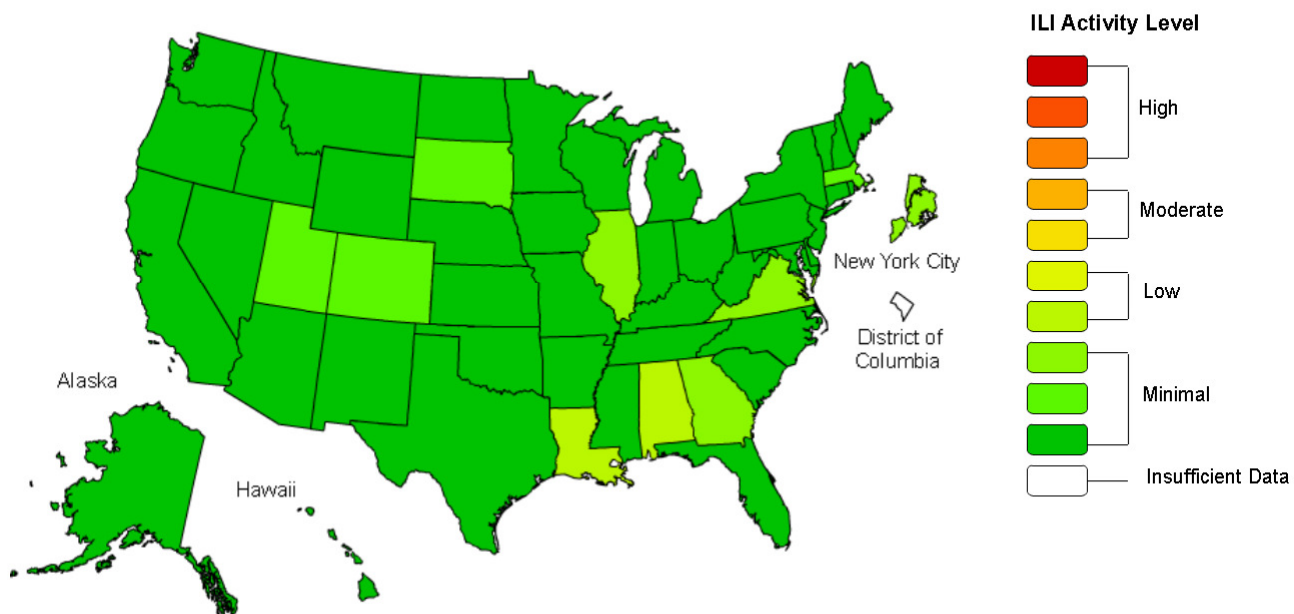 ILI Activity Level
High
Moderate
Low
Minimal
Insufficient Data
New York City
District of
Columbia
Alaska
Hawaii